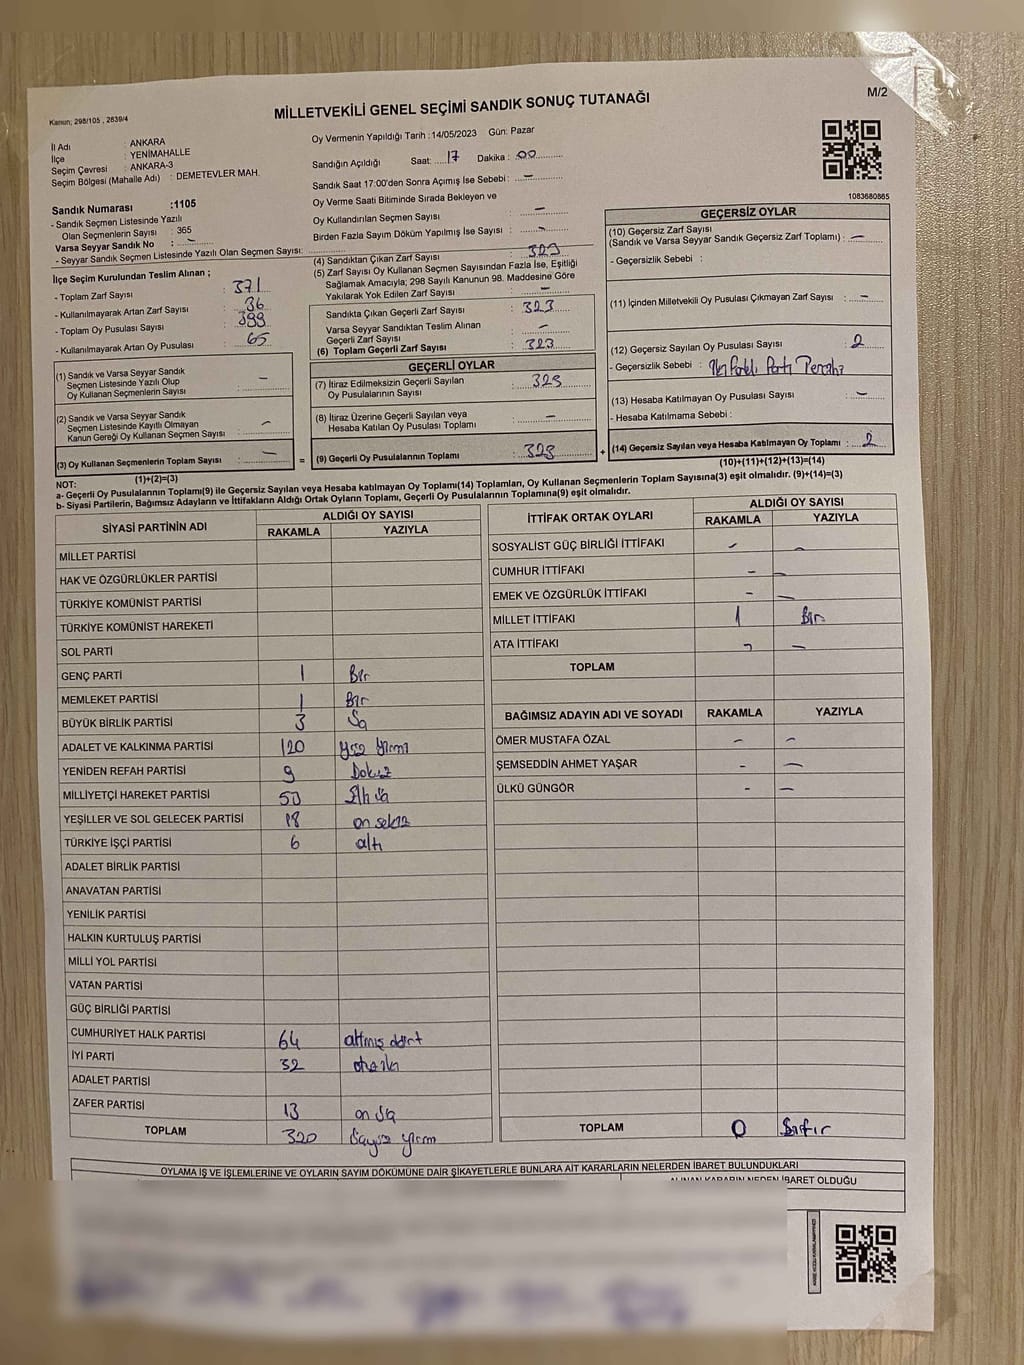 M/2
Kanun; 298/105 , 2839/4
MİLLETVEKİLİ GENEL SEÇİMİ SANDIK SONUÇ TUTANAĞI
İl Adı : ANKARA
İlçe : YENİMAHALLE
Seçim Çevresi : ANKARA-3
Seçim Bölgesi (Mahalle Adı) : DEMETEVLER MAH.
Oy Vermenin Yapıldığı Tarih :14/05/2023 Gün: Pazar
Sandığın Açıldığı Saat: 17 Dakika : 00
Sandık Saat 17:00'den Sonra Açımış İse Sebebi: –
Oy Verme Saati Bitiminde Sırada Bekleyen ve
Oy Kullandırılan Seçmen Sayısı : –
Birden Fazla Sayım Döküm Yapılmış İse Sayısı : –
1083680865
Sandık Numarası :1105
- Sandık Seçmen Listesinde Yazılı
Olan Seçmenlerin Sayısı : 365
Varsa Seyyar Sandık No : –
- Seyyar Sandık Seçmen Listesinde Yazılı Olan Seçmen Sayısı:
İlçe Seçim Kurulundan Teslim Alınan ;
- Toplam Zarf Sayısı : 371
- Kullanılmayarak Artan Zarf Sayısı : 36
- Toplam Oy Pusulası Sayısı : 399
- Kullanılmayarak Artan Oy Pusulası : 65
(1) Sandık ve Varsa Seyyar Sandık
Seçmen Listesinde Yazılı Olup
Oy Kullanan Seçmenlerin Sayısı : –
(2) Sandık ve Varsa Seyyar Sandık
Seçmen Listesinde Kayıtlı Olmayan
Kanun Gereği Oy Kullanan Seçmen Sayısı : –
(3) Oy Kullanan Seçmenlerin Toplam Sayısı : –
(1)+(2)=(3)
(4) Sandıktan Çıkan Zarf Sayısı : 323
(5) Zarf Sayısı Oy Kullanan Seçmen Sayısından Fazla İse, Eşitliği
Sağlamak Amacıyla; 298 Sayılı Kanunun 98. Maddesine Göre
Yakılarak Yok Edilen Zarf Sayısı : –
Sandıkta Çıkan Geçerli Zarf Sayısı : 323
Varsa Seyyar Sandıktan Teslim Alınan
Geçerli Zarf Sayısı : –
(6) Toplam Geçerli Zarf Sayısı : 323
GEÇERLİ OYLAR
(7) İtiraz Edilmeksizin Geçerli Sayılan
Oy Pusulasının Sayısı : 323
(8) İtiraz Üzerine Geçerli Sayılan veya
Hesaba Katılan Oy Pusulası Toplamı : –
= (9) Geçerli Oy Pusulalarının Toplamı : 323 +
GEÇERSİZ OYLAR
(10) Geçersiz Zarf Sayısı
(Sandık ve Varsa Seyyar Sandık Geçersiz Zarf Toplamı) : –
- Geçersizlik Sebebi :
(11) İçinden Milletvekili Oy Pusulası Çıkmayan Zarf Sayısı : –
(12) Geçersiz Sayılan Oy Pusulası Sayısı : 2
- Geçersizlik Sebebi :
(13) Hesaba Katılmayan Oy Pusulası Sayısı : –
- Hesaba Katılmama Sebebi :
(14) Geçersiz Sayılan veya Hesaba Katılmayan Oy Toplamı : 2
(10)+(11)+(12)+(13)=(14)
NOT:
a- Geçerli Oy Pusulalarının Toplamı(9) ile Geçersiz Sayılan veya Hesaba katılmayan Oy Toplamı(14) Toplamları, Oy Kullanan Seçmenlerin Toplam Sayısına(3) eşit olmalıdır. (9)+(14)=(3)
b- Siyasi Partilerin, Bağımsız Adayların ve İttifakların Aldığı Ortak Oyların Toplamı, Geçerli Oy Pusulalarının Toplamına(9) eşit olmalıdır.
SİYASİ PARTİNİN ADI ALDIĞI OY SAYISI
RAKAMLA YAZIYLA
MİLLET PARTİSİ
HAK VE ÖZGÜRLÜKLER PARTİSİ
TÜRKİYE KOMÜNİST PARTİSİ
TÜRKİYE KOMÜNİST HAREKETİ
SOL PARTİ
GENÇ PARTİ 1 Bir
MEMLEKET PARTİSİ 1 Bir
BÜYÜK BİRLİK PARTİSİ 3
ADALET VE KALKINMA PARTİSİ 120
YENİDEN REFAH PARTİSİ 9 Dokuz
MİLLİYETÇİ HAREKET PARTİSİ
YEŞİLLER VE SOL GELECEK PARTİSİ 18 on sekiz
TÜRKİYE İŞÇİ PARTİSİ 6 altı
ADALET BİRLİK PARTİSİ
ANAVATAN PARTİSİ
YENİLİK PARTİSİ
HALKIN KURTULUŞ PARTİSİ
MİLLİ YOL PARTİSİ
VATAN PARTİSİ
GÜÇ BİRLİĞİ PARTİSİ
CUMHURİYET HALK PARTİSİ 64 altmış dört
İYİ PARTİ 32 otuz iki
ADALET PARTİSİ
ZAFER PARTİSİ 13 on
TOPLAM 320
İTTİFAK ORTAK OYLARI ALDIĞI OY SAYISI
RAKAMLA YAZIYLA
SOSYALİST GÜÇ BİRLİĞİ İTTİFAKI – –
CUMHUR İTTİFAKI – –
EMEK VE ÖZGÜRLÜK İTTİFAKI – –
MİLLET İTTİFAKI 1 Bir
ATA İTTİFAKI – –
TOPLAM
BAĞIMSIZ ADAYIN ADI VE SOYADI RAKAMLA YAZIYLA
ÖMER MUSTAFA ÖZAL – –
ŞEMSEDDİN AHMET YAŞAR – –
ÜLKÜ GÜNGÖR – –
TOPLAM 0 Sıfır
OYLAMA İŞ VE İŞLEMLERİNE VE OYLARIN SAYIM DÖKÜMÜNE DAİR ŞİKAYETLERLE BUNLARA AİT KARARLARIN NELERDEN İBARET BULUNDUKLARI
ALINAN KARARIN NEDEN İBARET OLDUĞU